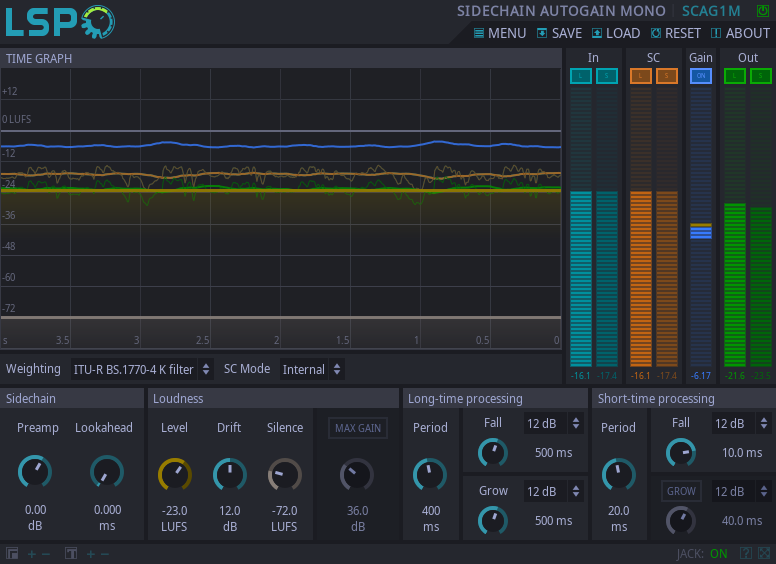 LSP
SIDECHAIN AUTOGAIN MONO SCAG1M
MENU SAVE LOAD RESET ABOUT
TIME GRAPH
In SC Gain Out
L S L S ON L S
+12
0 LUFS
-12
-24
-36
-48
-60
-72
s 3.5 3 2.5 2 1.5 1 0.5 0
-16.1 -17.4 -16.1 -17.4 -6.17 -21.6 -23.5
Weighting ITU-R BS.1770-4 K filter SC Mode Internal
Sidechain Loudness Long-time processing Short-time processing
Preamp Lookahead Level Drift Silence MAX GAIN Period Fall 12 dB Period Fall 12 dB
500 ms 10.0 ms
Grow 12 dB GROW 12 dB
0.00 0.000 -23.0 12.0 -72.0 36.0 400 20.0
dB ms LUFS dB LUFS dB ms 500 ms ms 40.0 ms
JACK: ON